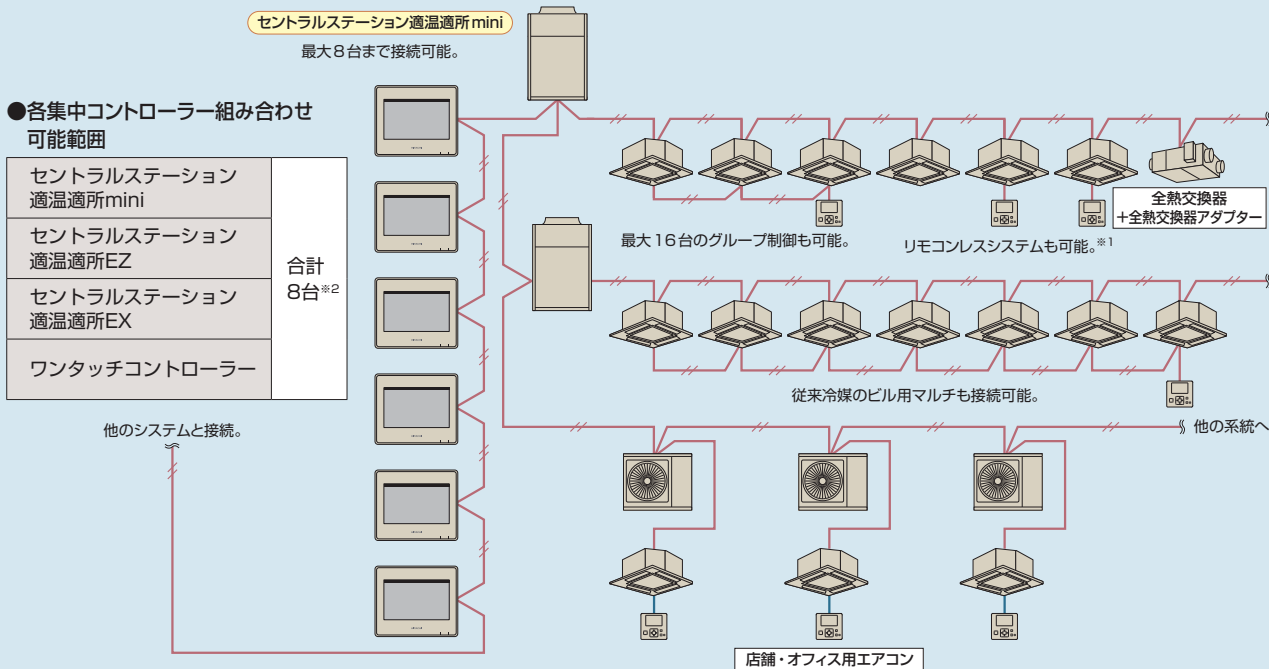 セントラルステーション適温適所mini
最大8台まで接続可能。
●各集中コントローラー組み合わせ
可能範囲
セントラルステーション
適温適所mini
セントラルステーション
適温適所EZ
セントラルステーション
適温適所EX
ワンタッチコントローラー
合計
8台※2
他のシステムと接続。
全熱交換器
+全熱交換器アダプター
最大16台のグループ制御も可能。
リモコンレスシステムも可能。※1
従来冷媒のビル用マルチも接続可能。
他の系統へ
店舗・オフィス用エアコン